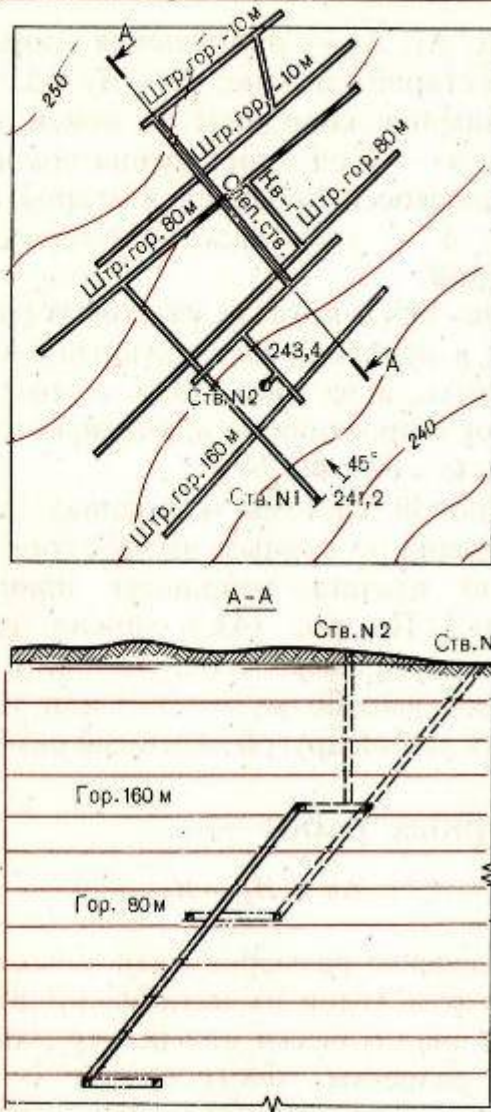 А
250
Штр. гор. -10 м
Штр. гор. -10 м
Кв-г
Слеп. ств.
Штр. гор. 80 м
Штр. гор. 80 м
243,4
А
Ств. N2
240
45°
Штр. гор. 160 м
Ств. N1
241,2
А-А
Ств. N 2
Ств. N
Гор. 160 м
Гор. 80 м